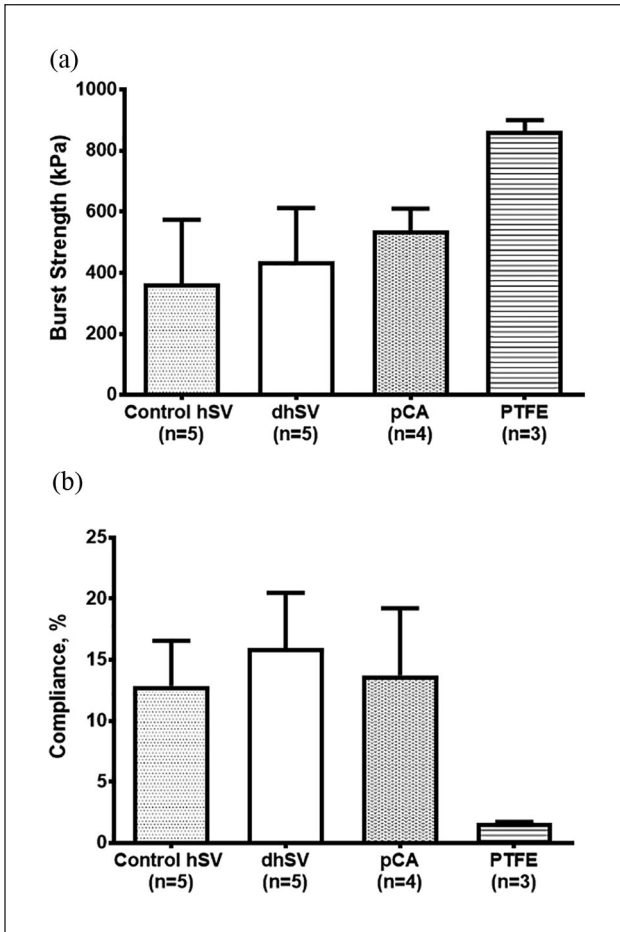 (a)
1000
800
600
400
200
0
Burst Strength (kPa)
Control hSV dhSV pCA PTFE
(n=5) (n=5) (n=4) (n=3)
(b)
25
20
15
10
5
0
Compliance, %
Control hSV dhSV pCA PTFE
(n=5) (n=5) (n=4) (n=3)